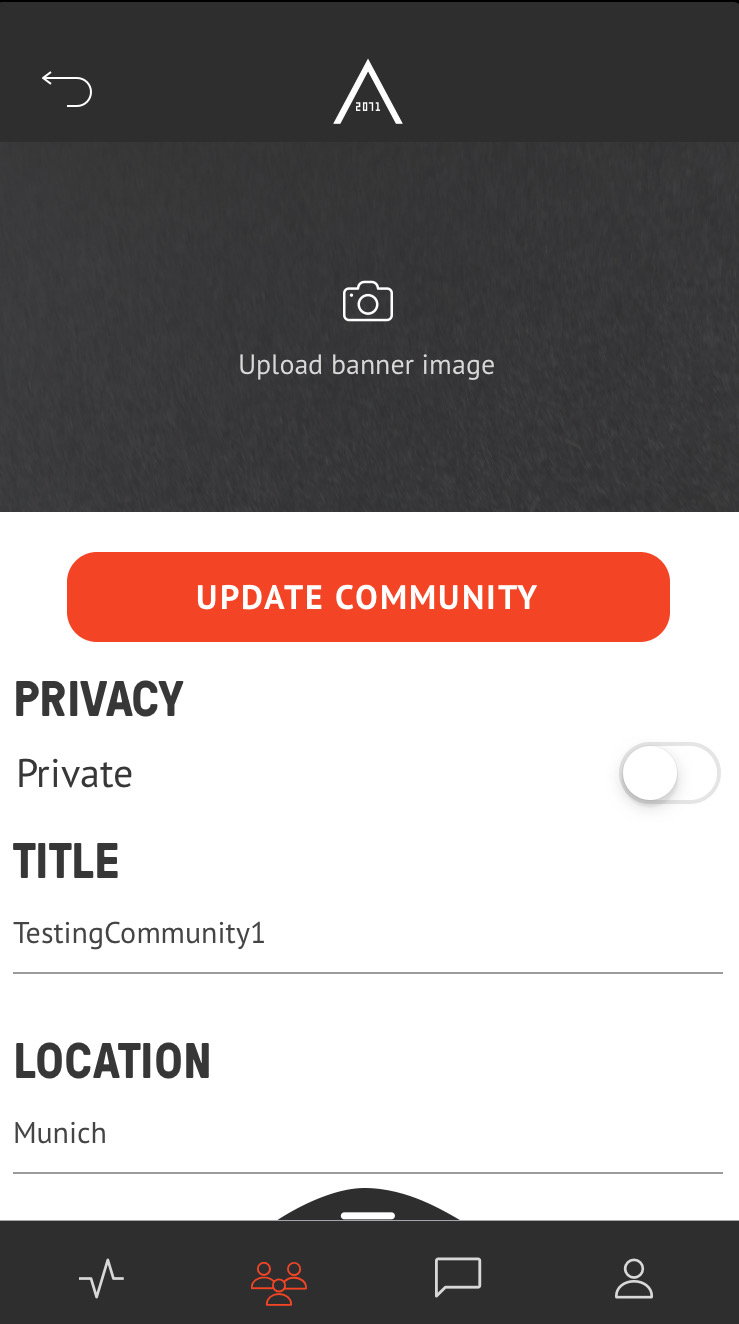 2071
Upload banner image
UPDATE COMMUNITY
PRIVACY
Private
TITLE
TestingCommunity1
LOCATION
Munich